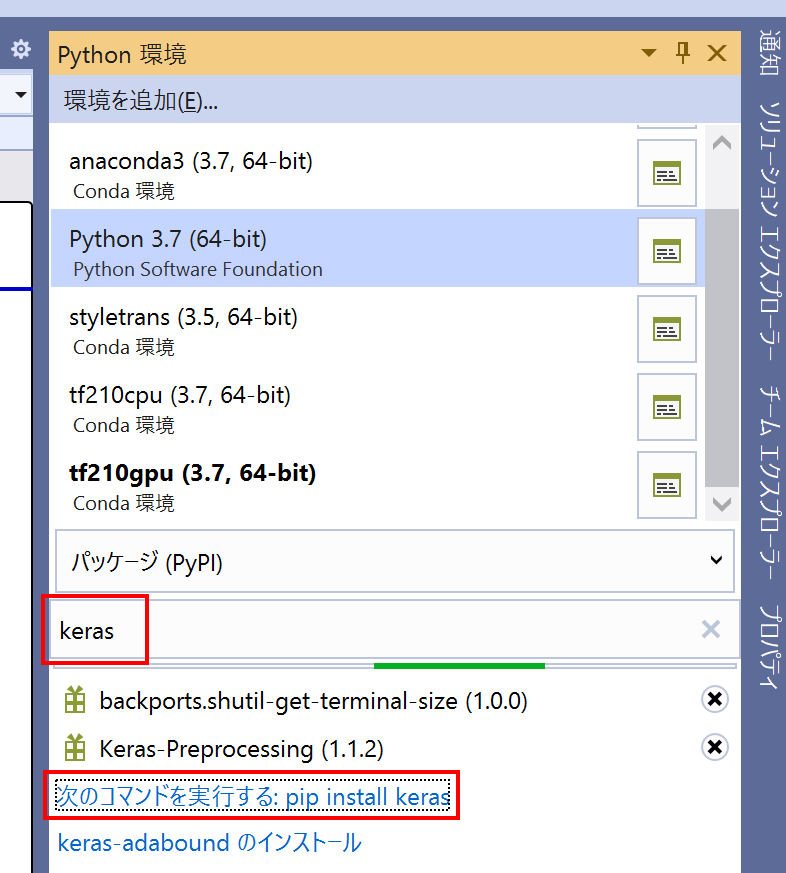 Python 環境
環境を追加(E)...
anaconda3 (3.7, 64-bit)
Conda 環境
Python 3.7 (64-bit)
Python Software Foundation
styletrans (3.5, 64-bit)
Conda 環境
tf210cpu (3.7, 64-bit)
Conda 環境
tf210gpu (3.7, 64-bit)
Conda 環境
パッケージ (PyPI)
keras
backports.shutil-get-terminal-size (1.0.0)
Keras-Preprocessing (1.1.2)
次のコマンドを実行する: pip install keras
keras-adabound のインストール
通知
ソリューション エクスプローラー
チーム エクスプローラー
プロパティ